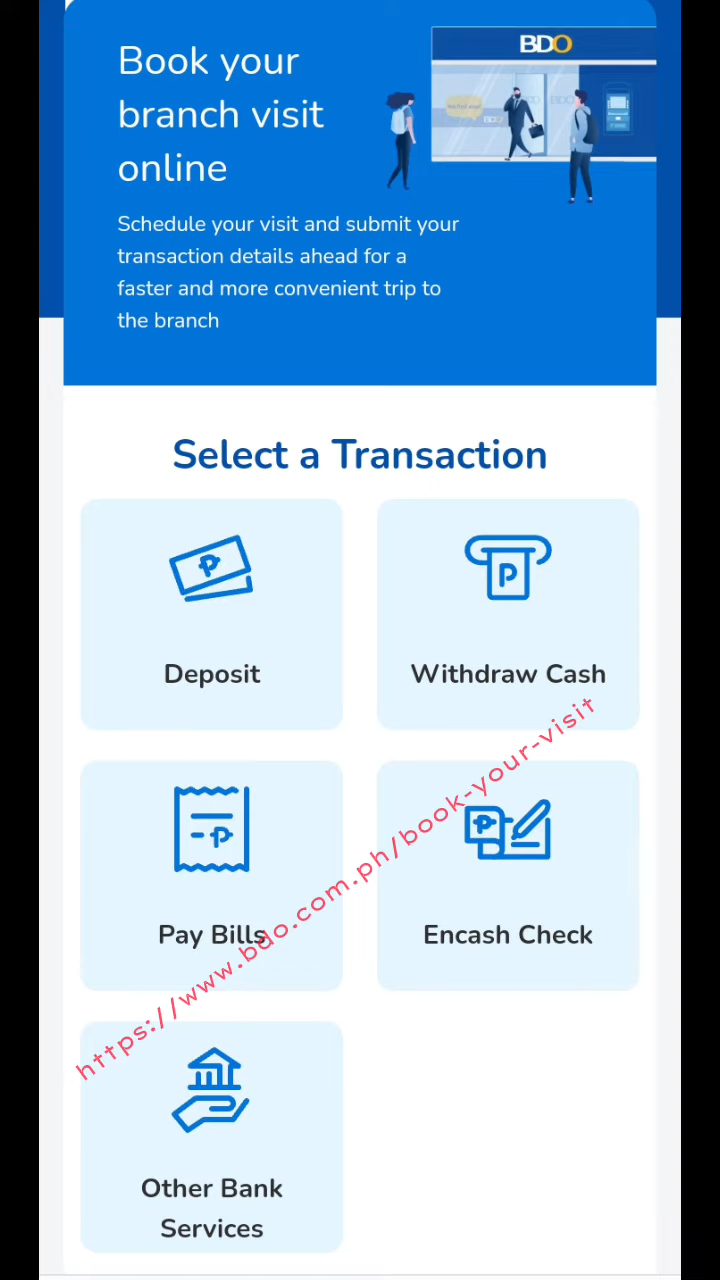 BDO
Book your
branch visit
online
Schedule your visit and submit your
transaction details ahead for a
faster and more convenient trip to
the branch
Select a Transaction
Deposit
Withdraw Cash
Pay Bills
Encash Check
https://www.bdo.com.ph/book-your-visit
Other Bank
Services